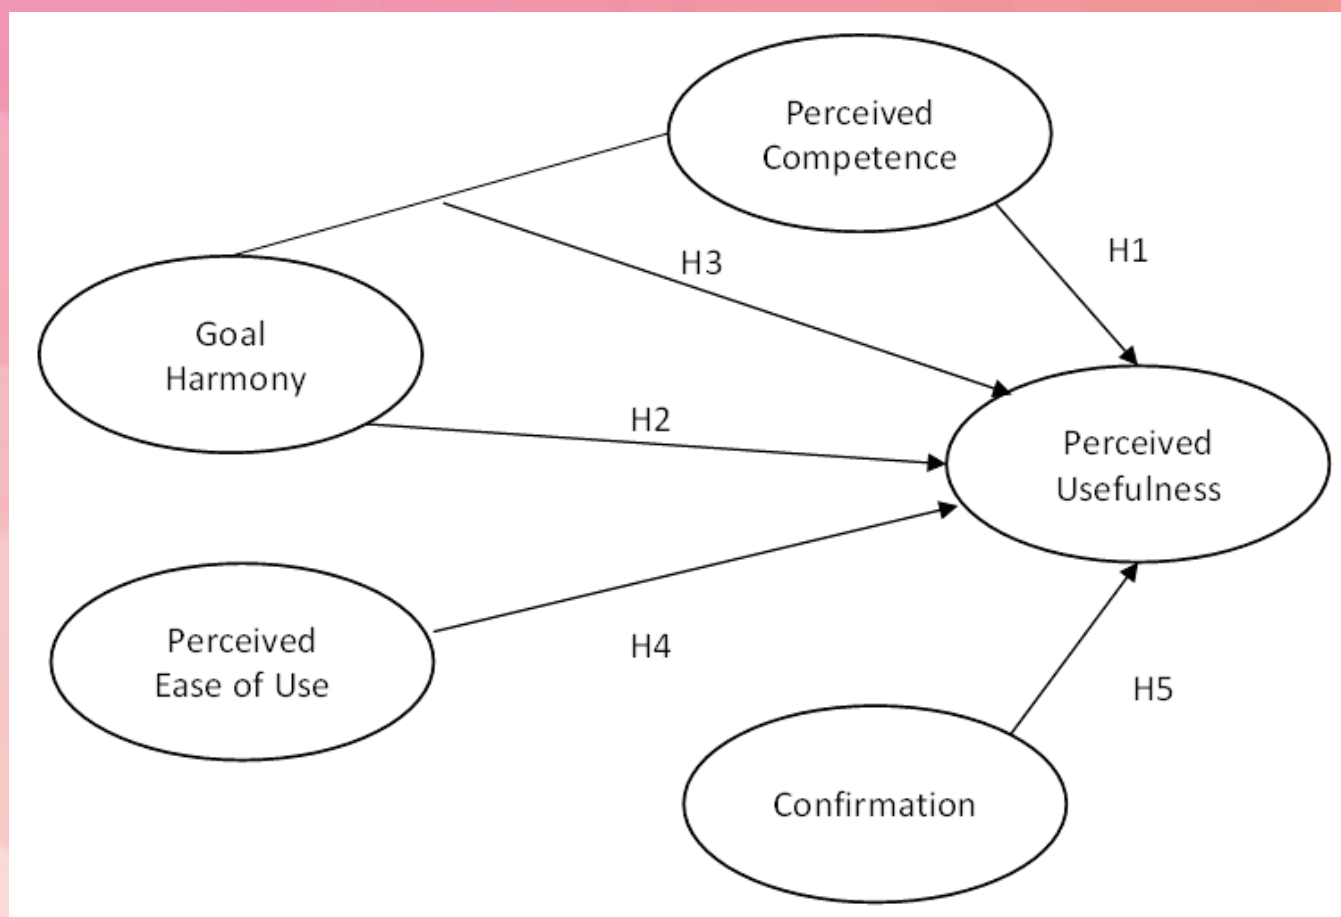 Perceived
Competence
H1
H3
Goal
Harmony
H2
Perceived
Usefulness
Perceived
Ease of Use
H4
H5
Confirmation